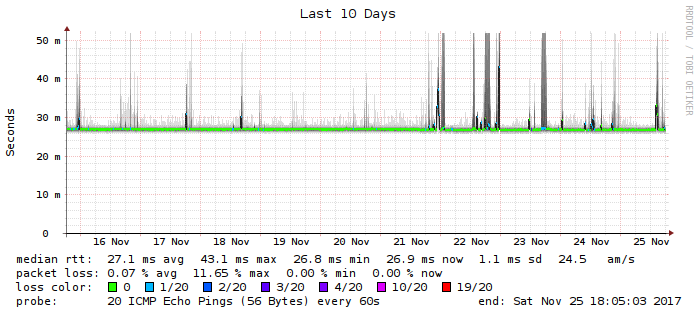 Last 10 Days
RRDTOOL / TOBI OETIKER
Seconds
50 m
40 m
30 m
20 m
10 m
0
16 Nov 17 Nov 18 Nov 19 Nov 20 Nov 21 Nov 22 Nov 23 Nov 24 Nov 25 Nov
median rtt: 27.1 ms avg 43.1 ms max 26.8 ms min 26.9 ms now 1.1 ms sd 24.5 am/s
packet loss: 0.07 % avg 11.65 % max 0.00 % min 0.00 % now
loss color: 0 1/20 2/20 3/20 4/20 10/20 19/20
probe: 20 ICMP Echo Pings (56 Bytes) every 60s end: Sat Nov 25 18:05:03 2017